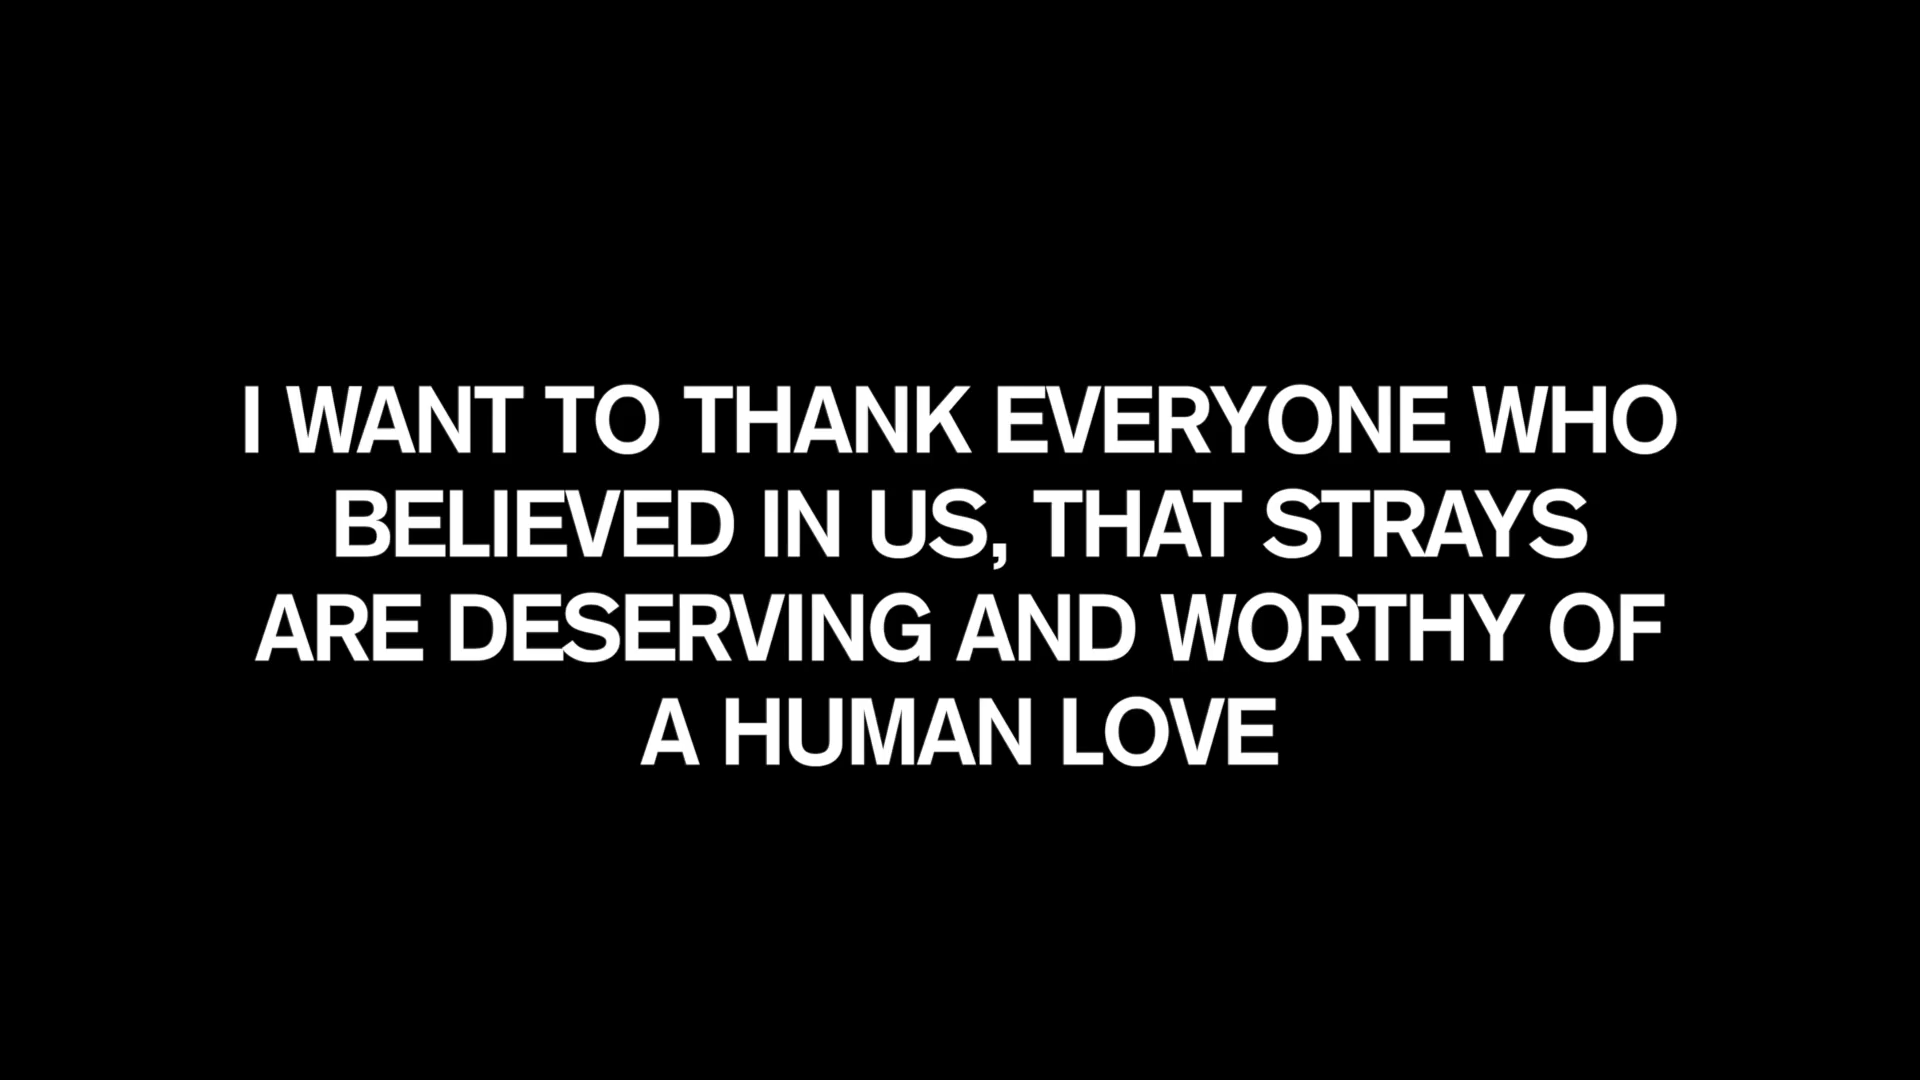 I WANT TO THANK EVERYONE WHO
BELIEVED IN US, THAT STRAYS
ARE DESERVING AND WORTHY OF
A HUMAN LOVE